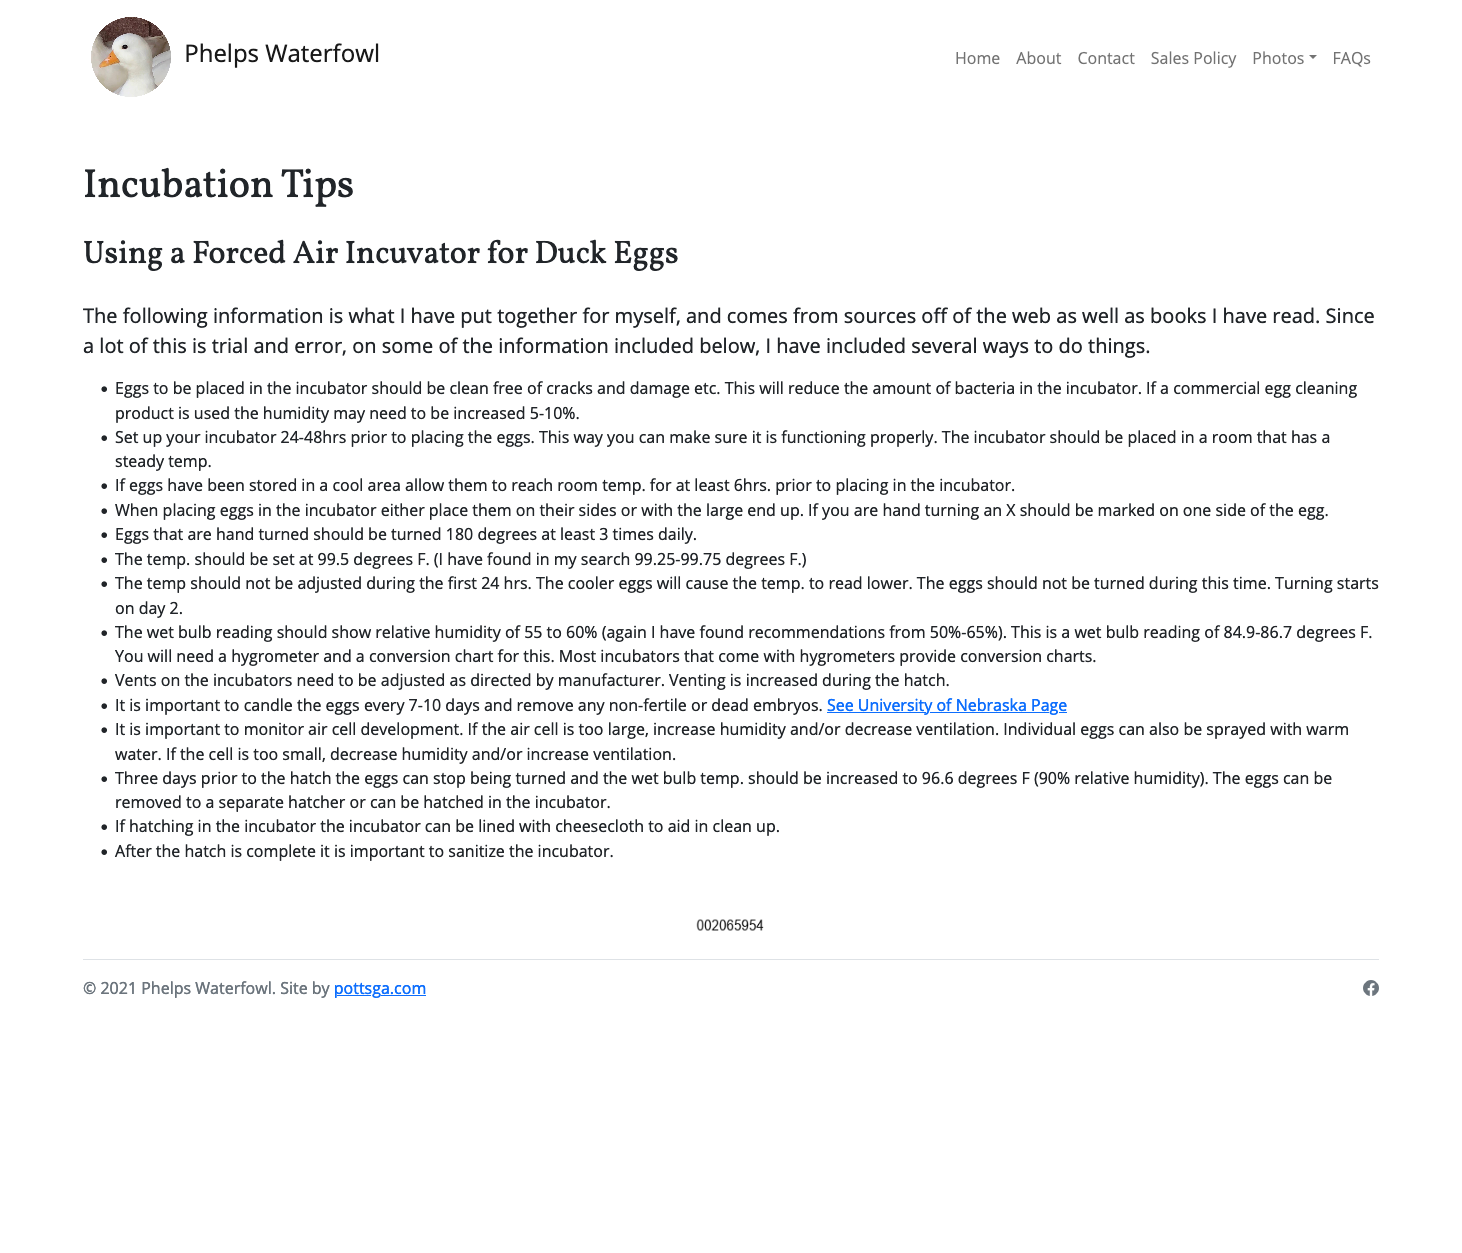 Phelps Waterfowl
Home About Contact Sales Policy Photos FAQs
Incubation Tips
Using a Forced Air Incuvator for Duck Eggs
The following information is what I have put together for myself, and comes from sources off of the web as well as books I have read. Since
a lot of this is trial and error, on some of the information included below, I have included several ways to do things.
• Eggs to be placed in the incubator should be clean free of cracks and damage etc. This will reduce the amount of bacteria in the incubator. If a commercial egg cleaning
product is used the humidity may need to be increased 5-10%.
• Set up your incubator 24-48hrs prior to placing the eggs. This way you can make sure it is functioning properly. The incubator should be placed in a room that has a
steady temp.
• If eggs have been stored in a cool area allow them to reach room temp. for at least 6hrs. prior to placing in the incubator.
• When placing eggs in the incubator either place them on their sides or with the large end up. If you are hand turning an X should be marked on one side of the egg.
• Eggs that are hand turned should be turned 180 degrees at least 3 times daily.
• The temp. should be set at 99.5 degrees F. (I have found in my search 99.25-99.75 degrees F.)
• The temp should not be adjusted during the first 24 hrs. The cooler eggs will cause the temp. to read lower. The eggs should not be turned during this time. Turning starts
on day 2.
• The wet bulb reading should show relative humidity of 55 to 60% (again I have found recommendations from 50%-65%). This is a wet bulb reading of 84.9-86.7 degrees F.
You will need a hygrometer and a conversion chart for this. Most incubators that come with hygrometers provide conversion charts.
• Vents on the incubators need to be adjusted as directed by manufacturer. Venting is increased during the hatch.
• It is important to candle the eggs every 7-10 days and remove any non-fertile or dead embryos. See University of Nebraska Page
• It is important to monitor air cell development. If the air cell is too large, increase humidity and/or decrease ventilation. Individual eggs can also be sprayed with warm
water. If the cell is too small, decrease humidity and/or increase ventilation.
• Three days prior to the hatch the eggs can stop being turned and the wet bulb temp. should be increased to 96.6 degrees F (90% relative humidity). The eggs can be
removed to a separate hatcher or can be hatched in the incubator.
• If hatching in the incubator the incubator can be lined with cheesecloth to aid in clean up.
• After the hatch is complete it is important to sanitize the incubator.
002065954
© 2021 Phelps Waterfowl. Site by pottsga.com